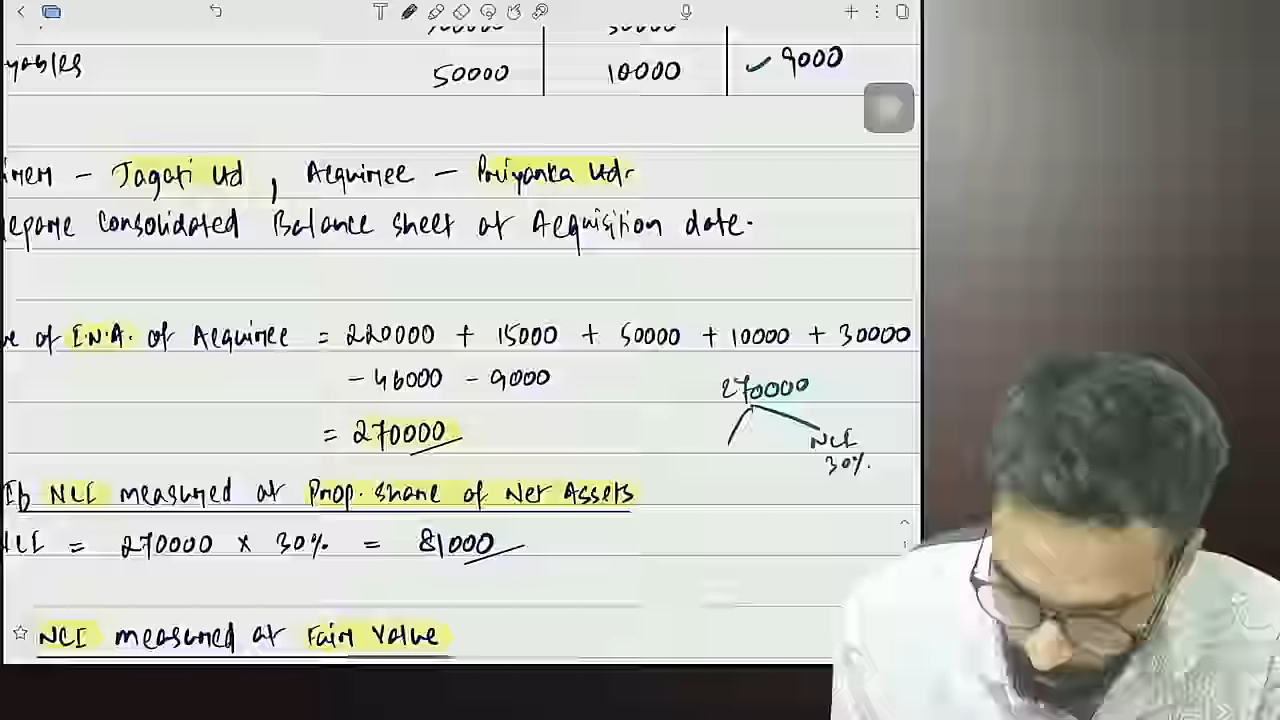 yables 50000 10000 ✓ 9000
irer - Jagati Ltd, Acquiree - Priyanka Ltd.
repare Consolidated Balance sheet at Acquisition date.
ue of I.N.A. of Acquiree = 220000 + 15000 + 50000 + 10000 + 30000
- 46000 - 9000
270000
= 270000
NCI
30%.
If NCI measured at Prop. share of Net Assets
NCI = 270000 × 30% = 81000
☆ NCI measured at Fair Value